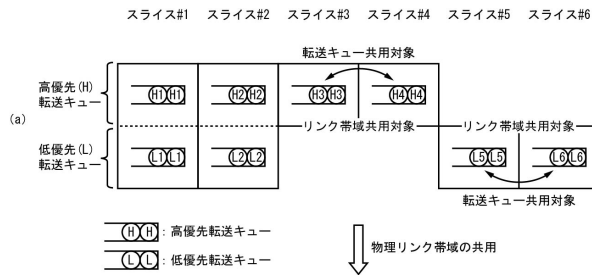 スライス#1 スライス#2 スライス#3 スライス#4 スライス#5 スライス#6
転送キュー共用対象
高優先(H)
転送キュー
H1 H1 H2 H2 H3 H3 H4 H4
(a)
リンク帯域共用対象 リンク帯域共用対象
低優先(L)
転送キュー
L1 L1 L2 L2 L5 L5 L6 L6
転送キュー共用対象
H H :高優先転送キュー
L L :低優先転送キュー
物理リンク帯域の共用